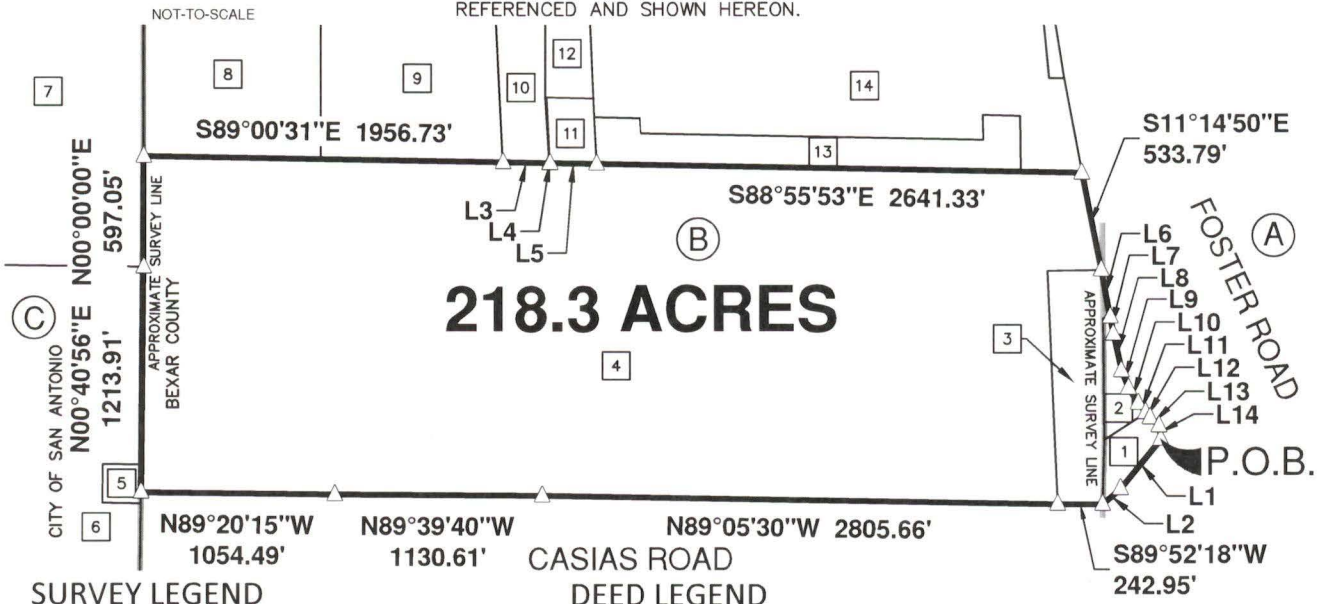 NOT-TO-SCALE
REFERENCED AND SHOWN HEREON.
7
8
9
10
12
11
14
13
S89°00'31"E 1956.73'
S11°14'50"E
533.79'
N00°00'00"E
597.05'
APPROXIMATE SURVEY LINE
BEXAR COUNTY
L3
L4
L5
S88°55'53"E 2641.33'
B
A
FOSTER ROAD
L6
L7
L8
L9
L10
L11
L12
L13
L14
218.3 ACRES
C
CITY OF SAN ANTONIO
N00°40'56"E
1213.91'
4
3
APPROXIMATE SURVEY LINE
2
1
P.O.B.
L1
L2
5
6
N89°20'15"W
1054.49'
N89°39'40"W
1130.61'
N89°05'30"W 2805.66'
S89°52'18"W
242.95'
CASIAS ROAD
SURVEY LEGEND
DEED LEGEND